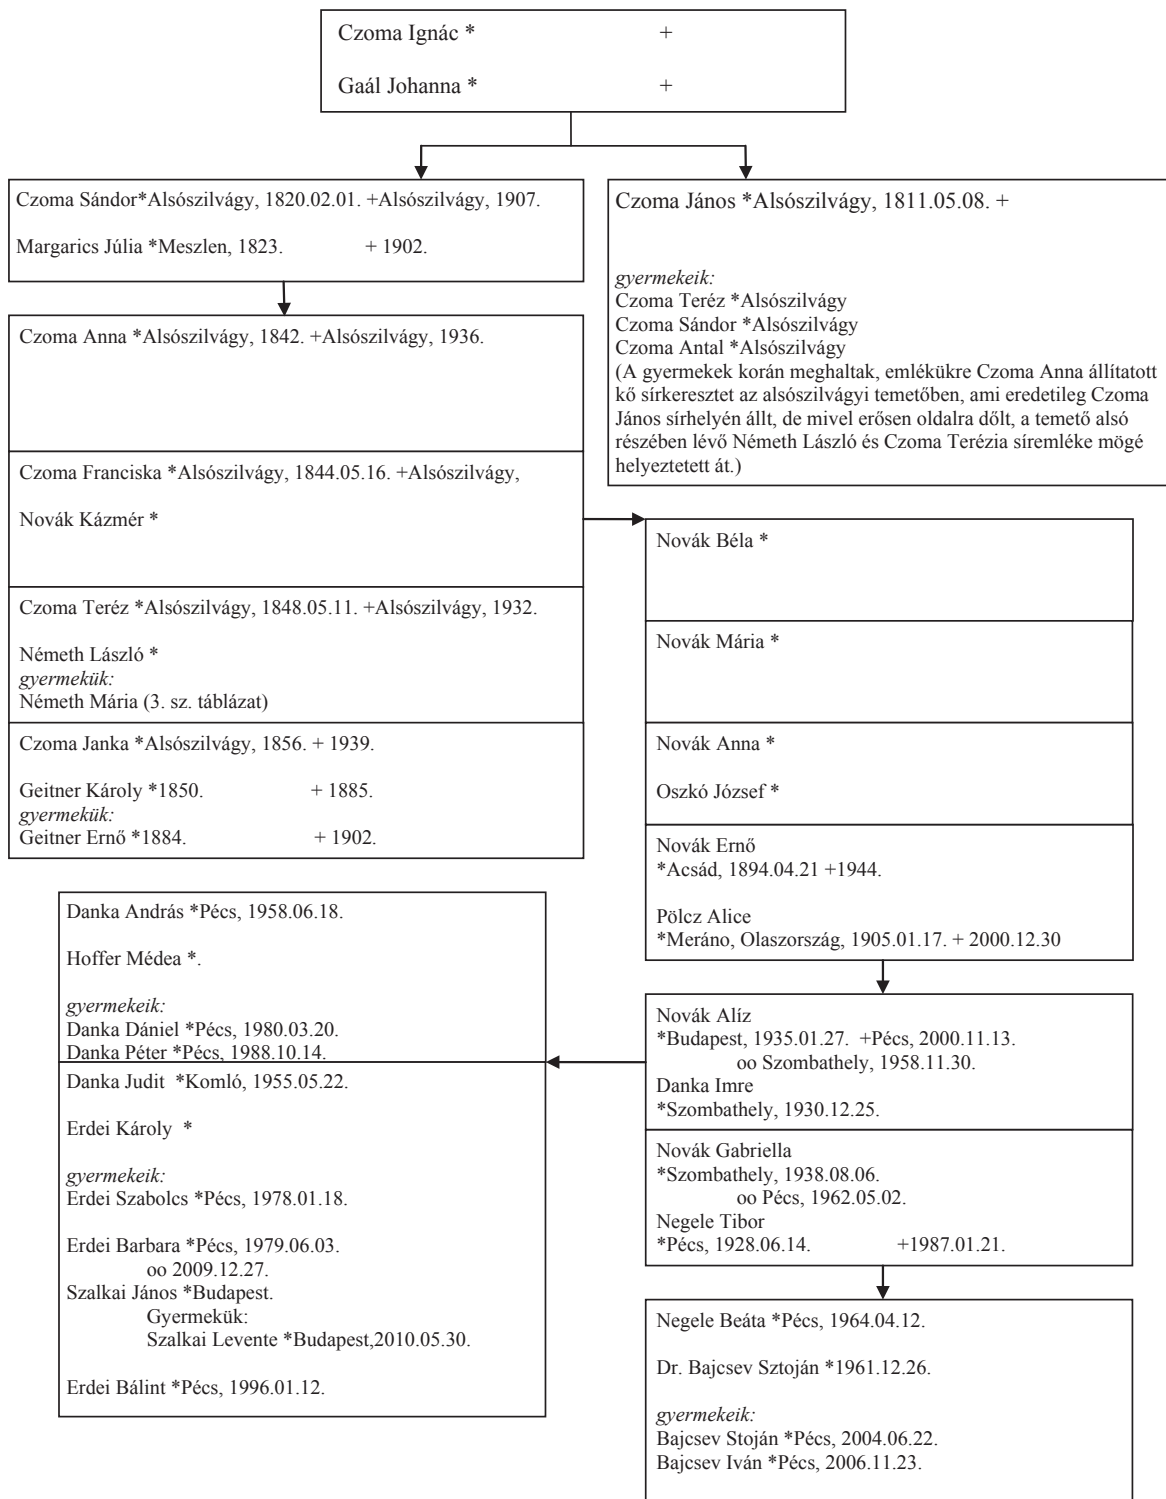 Czoma Ignác * +
Gaál Johanna * +
Czoma Sándor*Alsószilvágy, 1820.02.01. +Alsószilvágy, 1907.
Margarics Júlia *Meszlen, 1823. + 1902.
Czoma János *Alsószilvágy, 1811.05.08. +
gyermekeik:
Czoma Teréz *Alsószilvágy
Czoma Sándor *Alsószilvágy
Czoma Antal *Alsószilvágy
(A gyermekek korán meghaltak, emlékükre Czoma Anna állítatott
kő sírkeresztet az alsószilvágyi temetőben, ami eredetileg Czoma
János sírhelyén állt, de mivel erősen oldalra dőlt, a temető alsó
részében lévő Németh László és Czoma Terézia síremléke mögé
helyeztetett át.)
Czoma Anna *Alsószilvágy, 1842. +Alsószilvágy, 1936.
Czoma Franciska *Alsószilvágy, 1844.05.16. +Alsószilvágy,
Novák Kázmér *
Czoma Teréz *Alsószilvágy, 1848.05.11. +Alsószilvágy, 1932.
Németh László *
gyermekük:
Németh Mária (3. sz. táblázat)
Czoma Janka *Alsószilvágy, 1856. + 1939.
Geitner Károly *1850. + 1885.
gyermekük:
Geitner Ernő *1884. + 1902.
Novák Béla *
Novák Mária *
Novák Anna *
Oszkó József *
Novák Ernő
*Acsád, 1894.04.21 +1944.
Pölcz Alice
*Meráno, Olaszország, 1905.01.17. + 2000.12.30
Novák Alíz
*Budapest, 1935.01.27. +Pécs, 2000.11.13.
oo Szombathely, 1958.11.30.
Danka Imre
*Szombathely, 1930.12.25.
Novák Gabriella
*Szombathely, 1938.08.06.
oo Pécs, 1962.05.02.
Negele Tibor
*Pécs, 1928.06.14. +1987.01.21.
Danka András *Pécs, 1958.06.18.
Hoffer Médea *.
gyermekeik:
Danka Dániel *Pécs, 1980.03.20.
Danka Péter *Pécs, 1988.10.14.
Danka Judit *Komló, 1955.05.22.
Erdei Károly *
gyermekeik:
Erdei Szabolcs *Pécs, 1978.01.18.
Erdei Barbara *Pécs, 1979.06.03.
oo 2009.12.27.
Szalkai János *Budapest.
Gyermekük:
Szalkai Levente *Budapest,2010.05.30.
Erdei Bálint *Pécs, 1996.01.12.
Negele Beáta *Pécs, 1964.04.12.
Dr. Bajcsev Sztoján *1961.12.26.
gyermekeik:
Bajcsev Stoján *Pécs, 2004.06.22.
Bajcsev Iván *Pécs, 2006.11.23.